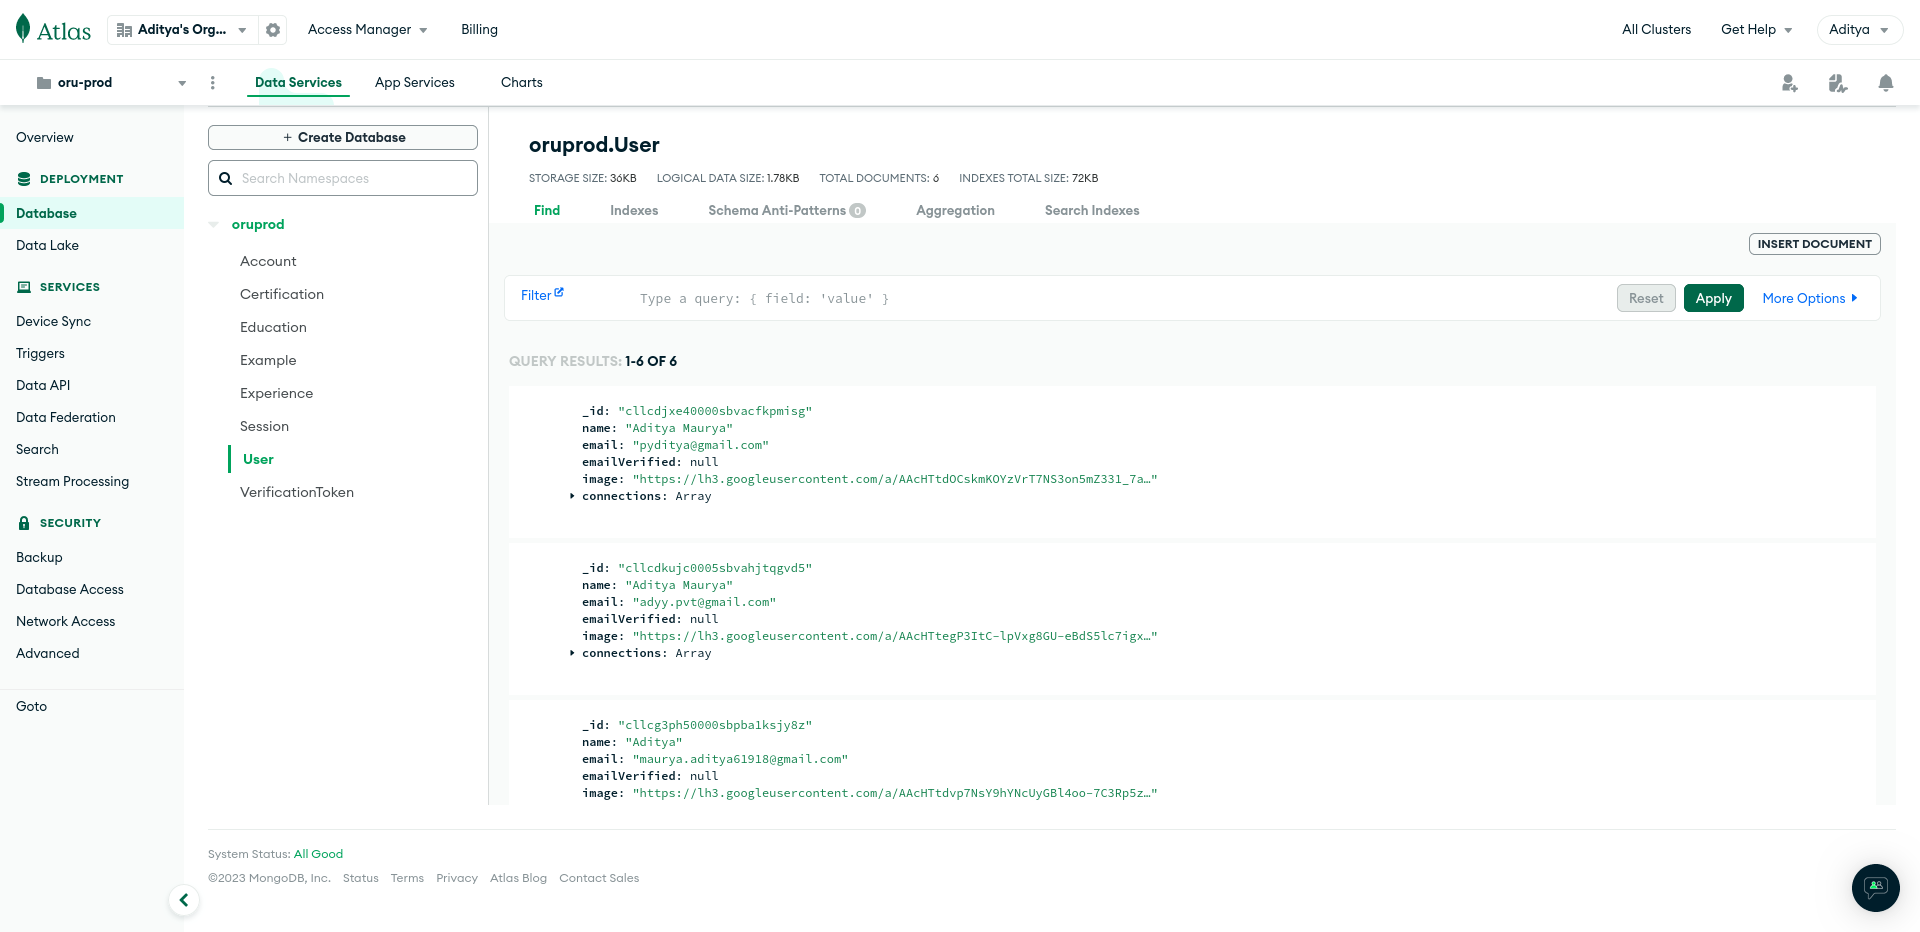 Atlas
Aditya's Org...
Access Manager
Billing
All Clusters
Get Help
Aditya
oru-prod
Data Services
App Services
Charts
Overview
DEPLOYMENT
Database
Data Lake
SERVICES
Device Sync
Triggers
Data API
Data Federation
Search
Stream Processing
SECURITY
Backup
Database Access
Network Access
Advanced
Goto
+ Create Database
Search Namespaces
oruprod
Account
Certification
Education
Example
Experience
Session
User
VerificationToken
oruprod.User
STORAGE SIZE: 36KB LOGICAL DATA SIZE: 1.78KB TOTAL DOCUMENTS: 6 INDEXES TOTAL SIZE: 72KB
Find Indexes Schema Anti-Patterns 0 Aggregation Search Indexes
INSERT DOCUMENT
Filter Type a query: { field: 'value' } Reset Apply More Options
QUERY RESULTS: 1-6 OF 6
_id: "cllcdjxe40000sbvacfkpmisg"
name: "Aditya Maurya"
email: "pyditya@gmail.com"
emailVerified: null
image: "https://lh3.googleusercontent.com/a/AAcHTtdOCskmKOYzVrT7NS3on5mZ331_7a…"
connections: Array
_id: "cllcdkujc0005sbvahjtqgvd5"
name: "Aditya Maurya"
email: "adyy.pvt@gmail.com"
emailVerified: null
image: "https://lh3.googleusercontent.com/a/AAcHTtegP3ItC-lpVxg8GU-eBdS5lc7igx…"
connections: Array
_id: "cllcg3ph50000sbpba1ksjy8z"
name: "Aditya"
email: "maurya.aditya61918@gmail.com"
emailVerified: null
image: "https://lh3.googleusercontent.com/a/AAcHTtdvp7NsY9hYNcUyGBl4oo-7C3Rp5z…"
System Status: All Good
©2023 MongoDB, Inc. Status Terms Privacy Atlas Blog Contact Sales